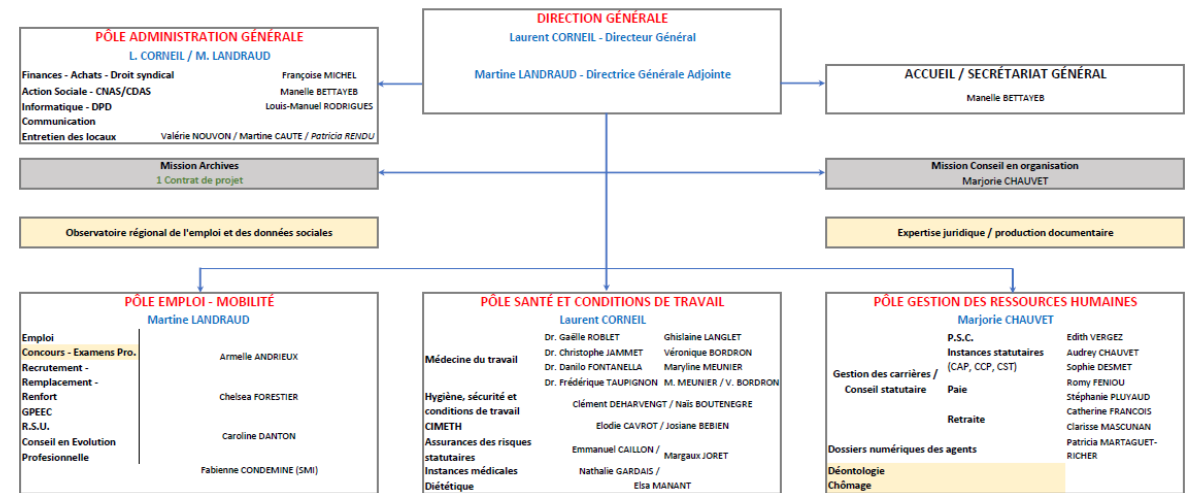 DIRECTION GÉNÉRALE
Laurent CORNEIL - Directeur Général
Martine LANDRAUD - Directrice Générale Adjointe
PÔLE ADMINISTRATION GÉNÉRALE
L. CORNEIL / M. LANDRAUD
Finances - Achats - Droit syndical Françoise MICHEL
Action Sociale - CNAS/CDAS Manelle BETTAYEB
Informatique - DPD Louis-Manuel RODRIGUES
Communication
Entretien des locaux Valérie NOUVON / Martine CAUTE / Patricia RENDU
ACCUEIL / SECRÉTARIAT GÉNÉRAL
Manelle BETTAYEB
Mission Archives
1 Contrat de projet
Mission Conseil en organisation
Marjorie CHAUVET
Observatoire régional de l'emploi et des données sociales
Expertise juridique / production documentaire
PÔLE EMPLOI - MOBILITÉ
Martine LANDRAUD
Emploi
Concours - Examens Pro.
Armelle ANDRIEUX
Recrutement -
Remplacement -
Renfort
Chelsea FORESTIER
GPEEC
R.S.U.
Caroline DANTON
Conseil en Evolution
Profesionnelle
Fabienne CONDEMINE (SMI)
PÔLE SANTÉ ET CONDITIONS DE TRAVAIL
Laurent CORNEIL
Médecine du travail
Dr. Gaëlle ROBLET Ghislaine LANGLET
Dr. Christophe JAMMET Véronique BORDRON
Dr. Danilo FONTANELLA Maryline MEUNIER
Dr. Frédérique TAUPIGNON M. MEUNIER / V. BORDRON
Hygiène, sécurité et
conditions de travail
Clément DEHARVENGT / Naïs BOUTENEGRE
CIMETH Elodie CAVROT / Josiane BEBIEN
Assurances des risques
statutaires
Emmanuel CAILLON / Margaux JORET
Instances médicales Nathalie GARDAIS /
Diététique Elsa MANANT
PÔLE GESTION DES RESSOURCES HUMAINES
Marjorie CHAUVET
Gestion des carrières /
Conseil statutaire
P.S.C. Edith VERGEZ
Instances statutaires Audrey CHAUVET
(CAP, CCP, CST) Sophie DESMET
Paie Romy FENIOU
Stéphanie PLUYAUD
Retraite Catherine FRANCOIS
Clarisse MASCUNAN
Dossiers numériques des agents
Patricia MARTAGUET-
RICHER
Déontologie
Chômage